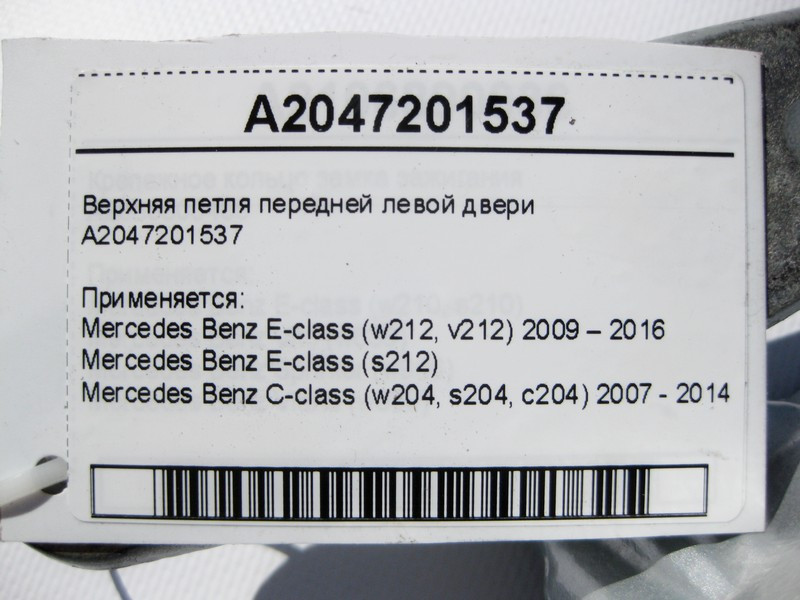 A2047201537
Верхняя петля передней левой двери
A2047201537
Применяется:
Mercedes Benz E-class (w212, v212) 2009 – 2016
Mercedes Benz E-class (s212)
Mercedes Benz C-class (w204, s204, c204) 2007 - 2014